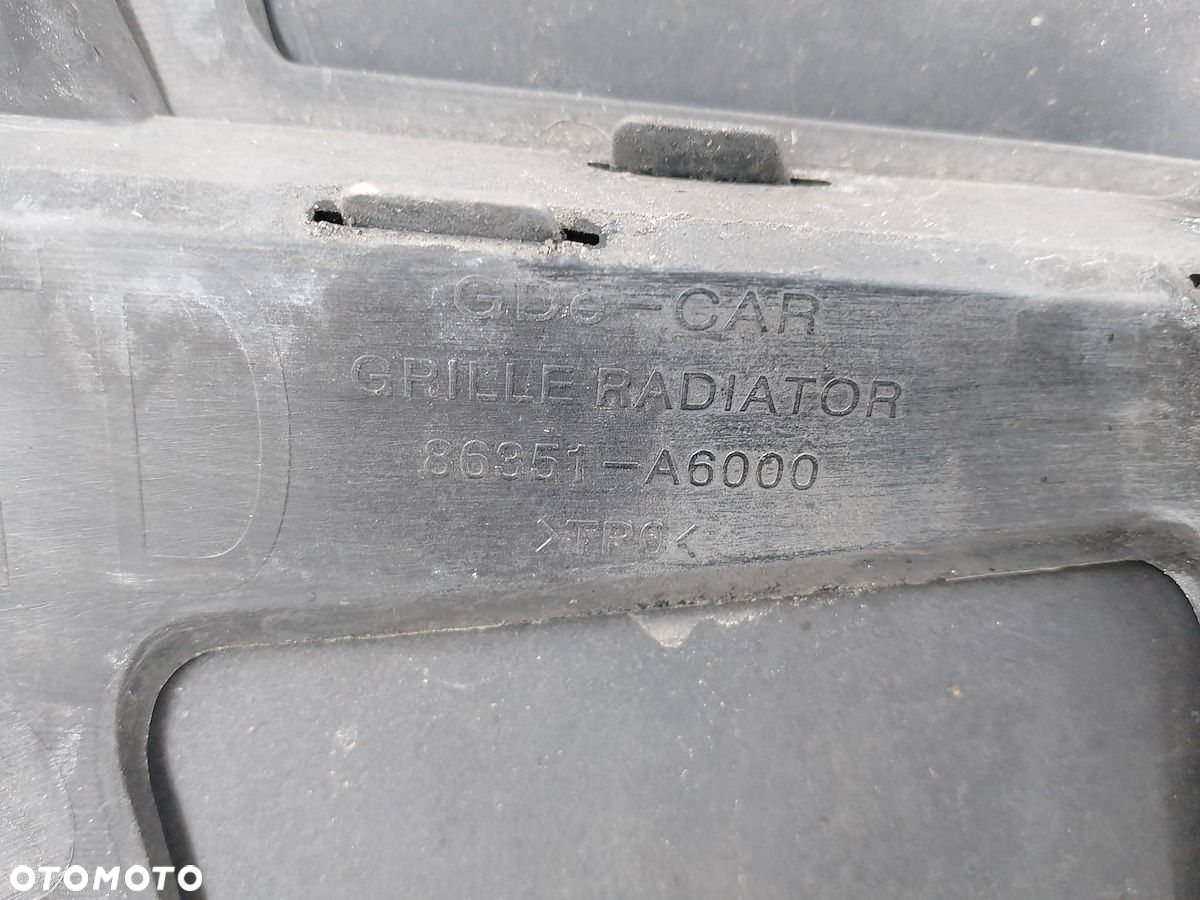 GDe-CAR
GRILLE RADIATOR
86351-A6000
>TPO<
OTOMOTO